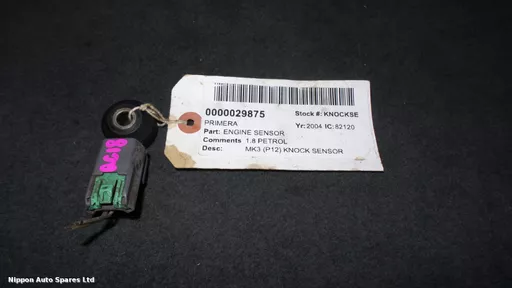 0000029875
Stock #: KNOCKSE
PRIMERA
Yr: 2004 IC: 82120
Part: ENGINE SENSOR
Comments 1.8 PETROL
Desc: MK3 (P12) KNOCK SENSOR
Nippon Auto Spares Ltd